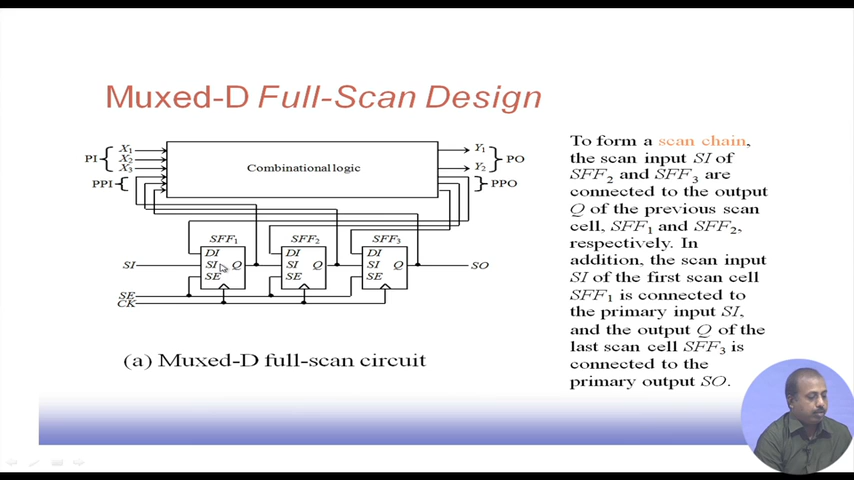 Muxed-D Full-Scan Design
PI
X1
X2
X3
PPI
Combinational logic
Y1
Y2
PO
PPO
SFF1
SFF2
SFF3
DI
SI
SE
Q
DI
SI
SE
Q
DI
SI
SE
Q
SI
SO
SE
CK
(a) Muxed-D full-scan circuit
To form a scan chain,
the scan input SI of
SFF2 and SFF3 are
connected to the output
Q of the previous scan
cell, SFF1 and SFF2,
respectively. In
addition, the scan input
SI of the first scan cell
SFF1 is connected to
the primary input SI,
and the output Q of the
last scan cell SFF3 is
connected to the
primary output SO.